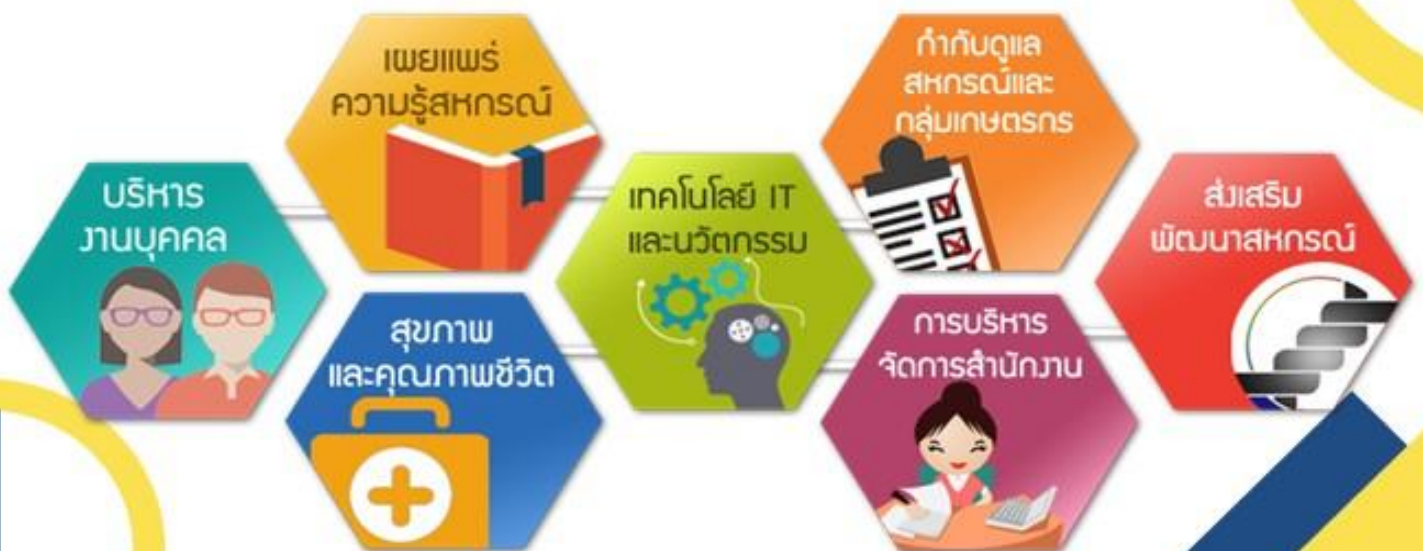 บริหาร
งานบุคคล
เผยแพร่
ความรู้สหกรณ์
สุขภาพ
และคุณภาพชีวิต
เทคโนโลยี IT
และนวัตกรรม
กำกับดูแล
สหกรณ์และ
กลุ่มเกษตรกร
การบริหาร
จัดการสำนักงาน
ส่งเสริม
พัฒนาสหกรณ์